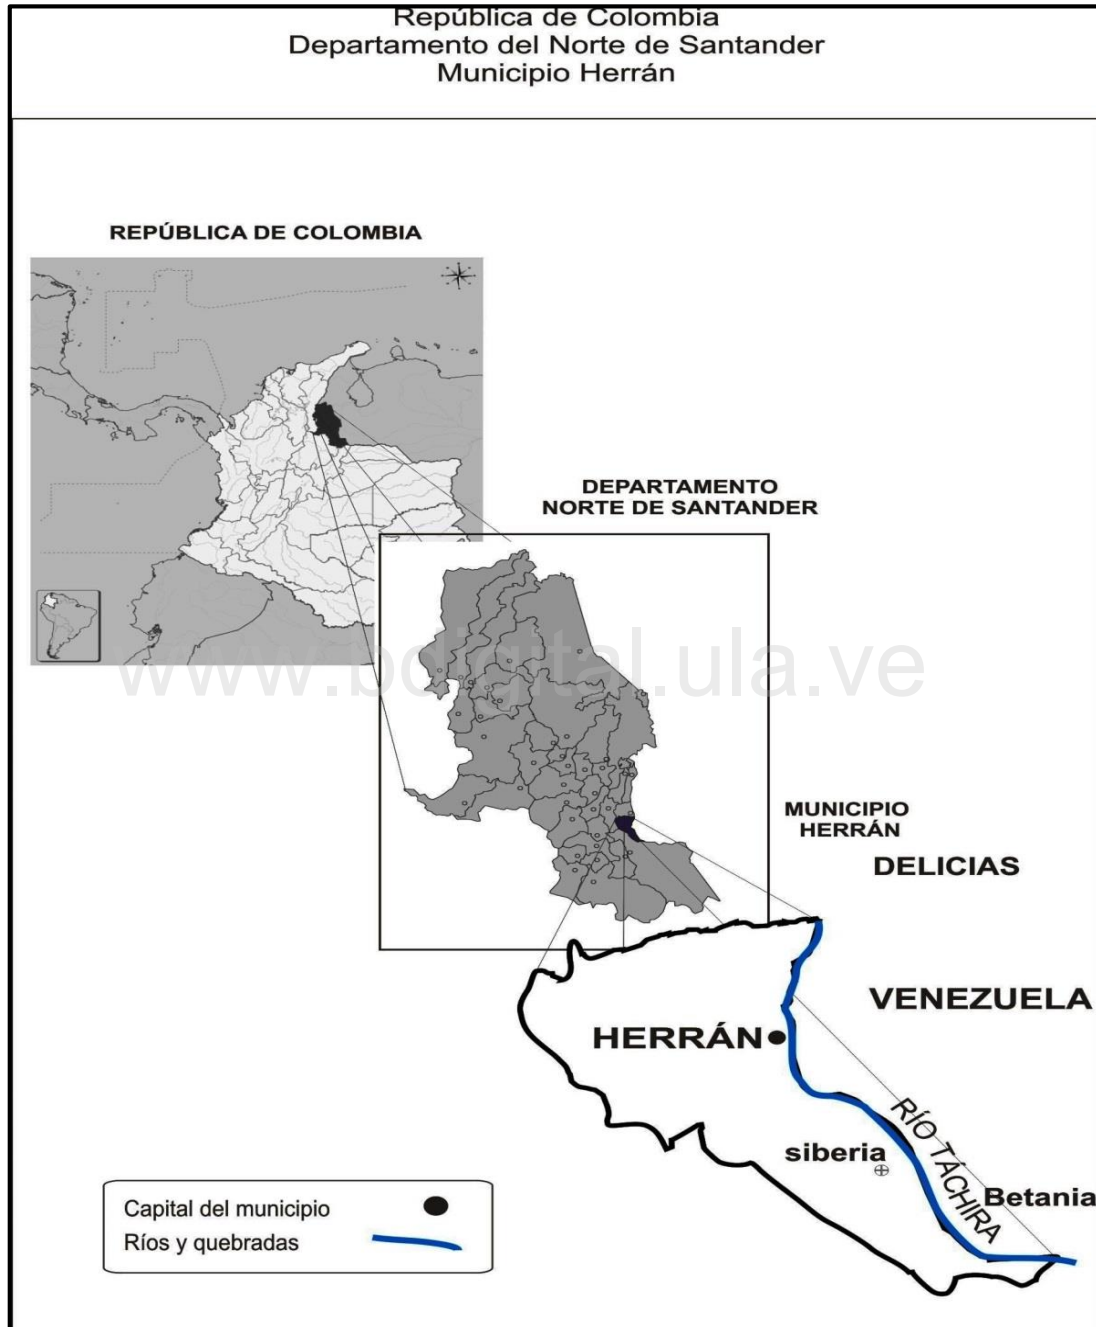 República de Colombia
Departamento del Norte de Santander
Municipio Herrán
REPÚBLICA DE COLOMBIA
DEPARTAMENTO
NORTE DE SANTANDER
www.bdigital.ula.ve
MUNICIPIO
HERRÁN
DELICIAS
VENEZUELA
HERRÁN
RÍO TÁCHIRA
siberia
Betania
Capital del municipio
Ríos y quebradas